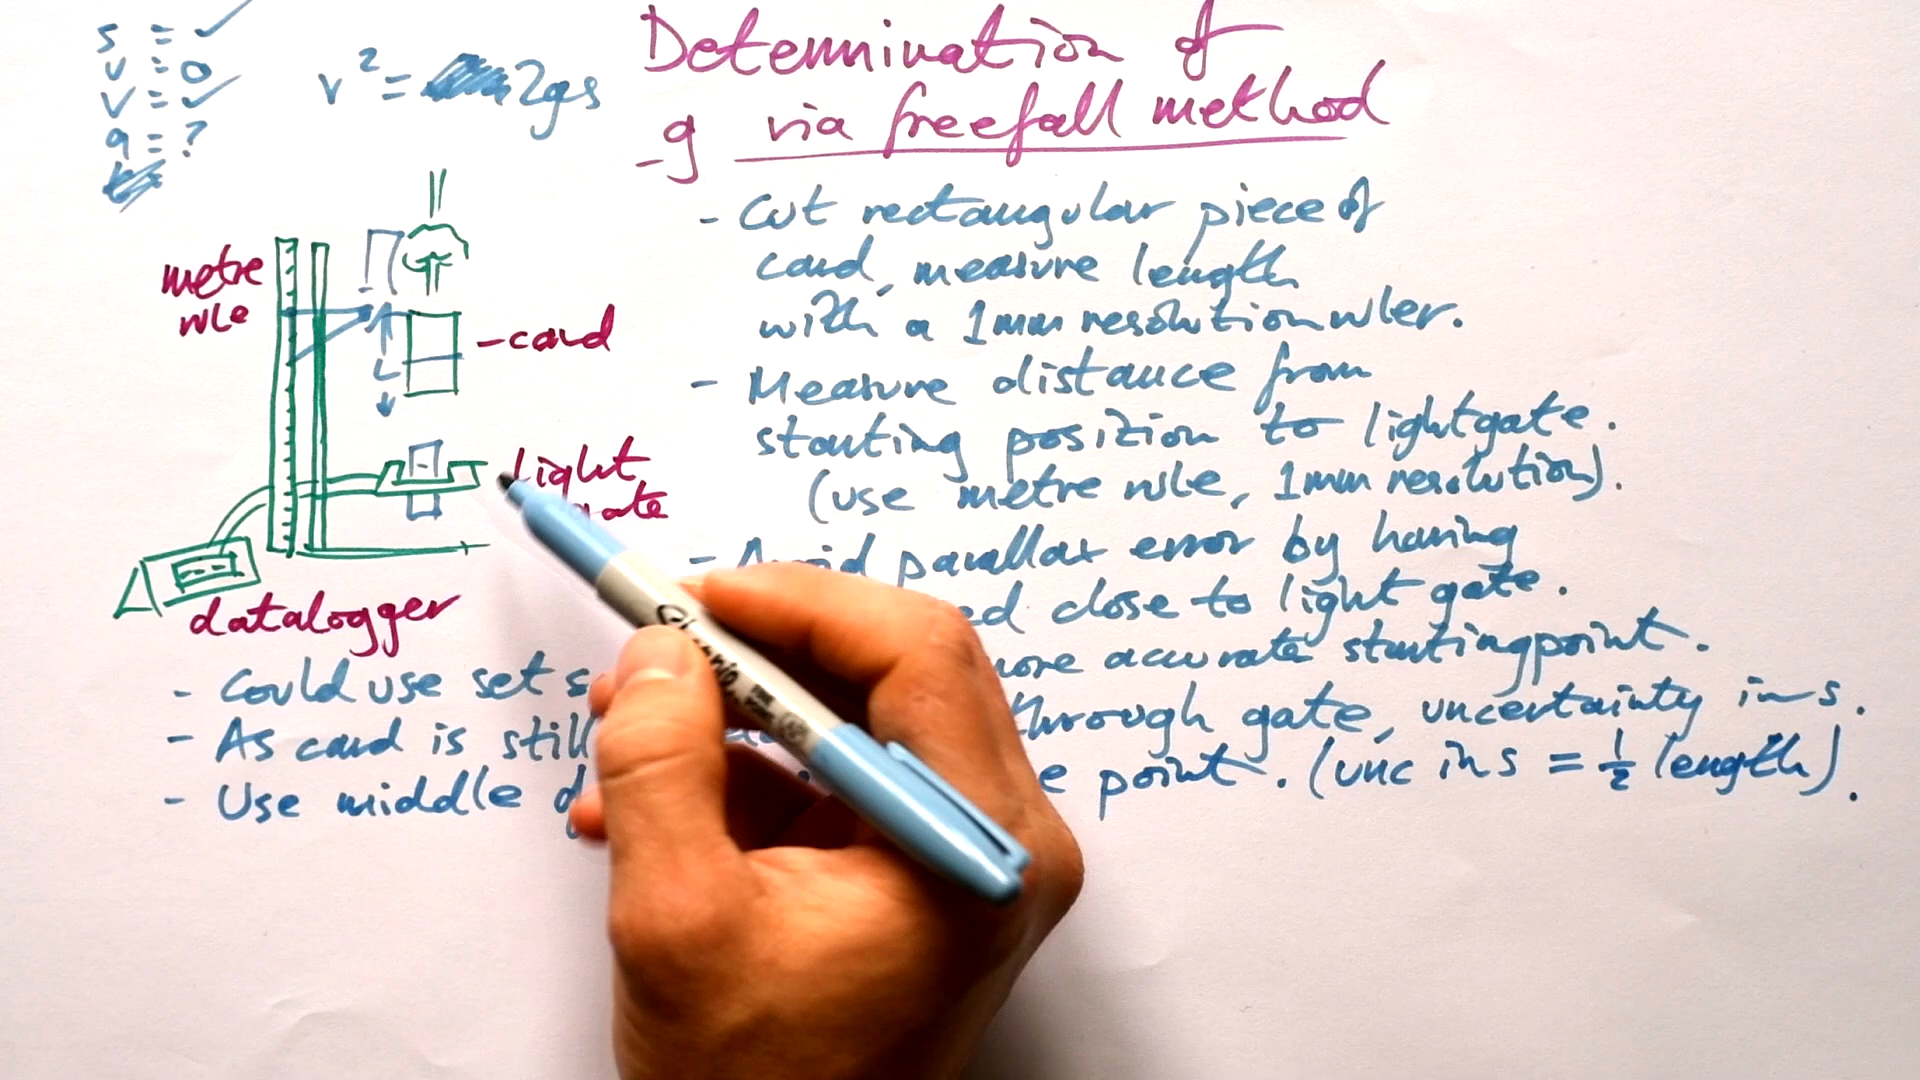 s = ✓
u = 0
v = ✓
a = ?
v² = 2gs
Determination of
g via freefall method
- Cut rectangular piece of
card, measure length
with a 1mm resolution ruler.
- Measure distance from
starting position to lightgate.
(use metre rule, 1mm resolution).
- Avoid parallax error by having
close to light gate.
- Could use set
more accurate starting point.
- As card is still
through gate, uncertainty in s.
- Use middle
point. (unc in s = ½ length).
metre
rule
- card
L
light
gate
datalogger
Sharpie